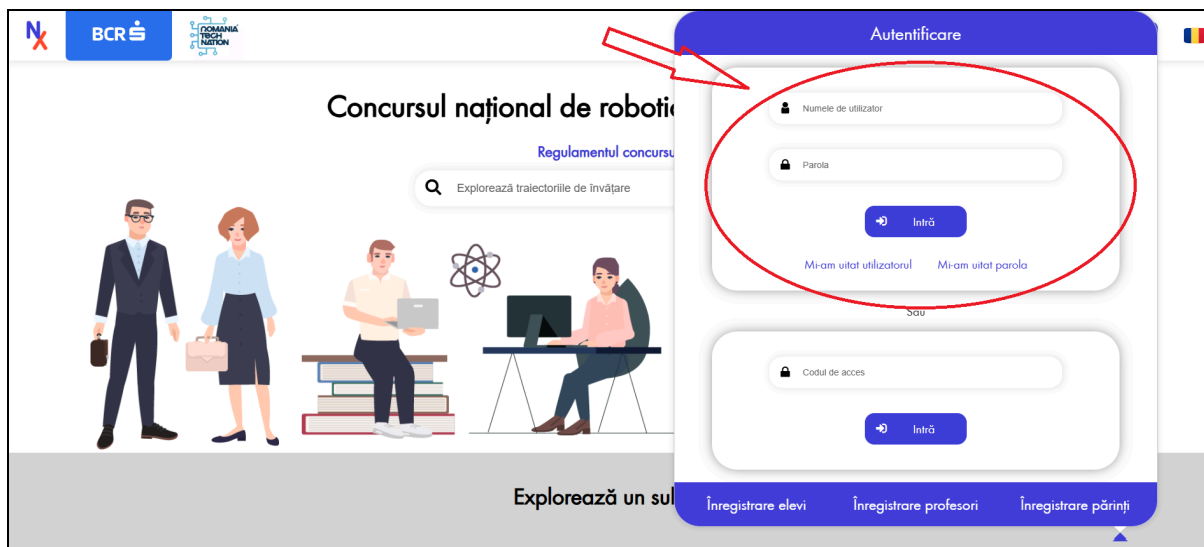 NX
BCR
ROMANIA
TECH
NATION
Autentificare
Concursul național de robotic
Regulamentul concursu
Explorează traiectoriile de învățare
Numele de utilizator
Parola
Intră
Mi-am uitat utilizatorul Mi-am uitat parola
Sau
Codul de acces
Intră
Explorează un sul
Înregistrare elevi Înregistrare profesori Înregistrare părinți